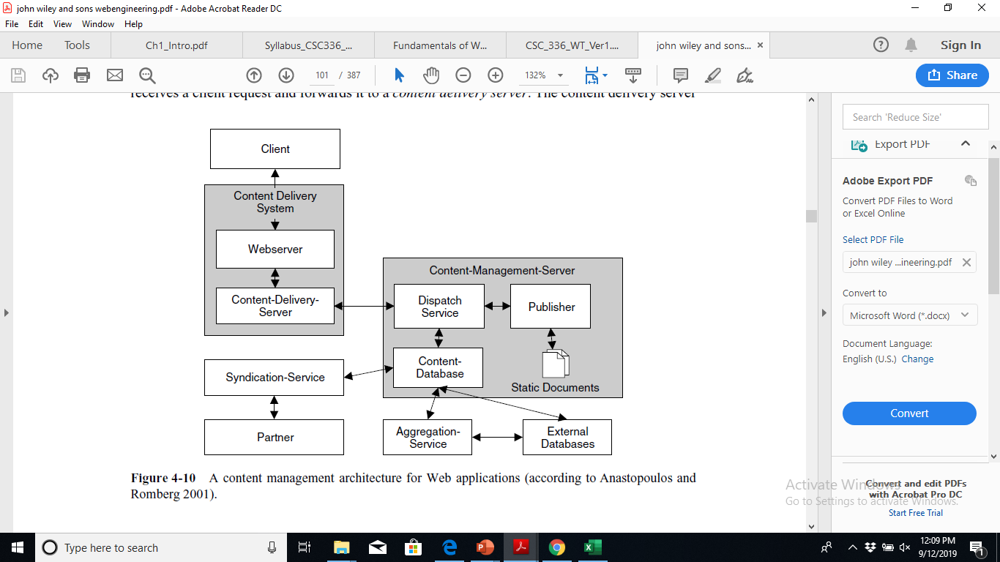 john wiley and sons webengineering.pdf - Adobe Acrobat Reader DC
File Edit View Window Help
Home Tools Ch1_Intro.pdf Syllabus_CSC336_... Fundamentals of W... CSC_336_WT_Ver1.... john wiley and sons... × Sign In
101 / 387 132% Share
receives a client request and forwards it to a content delivery server. The content delivery server
Client
Content Delivery
System
Webserver
Content-Delivery-
Server
Content-Management-Server
Dispatch
Service
Publisher
Content-
Database
Static Documents
Syndication-Service
Partner
Aggregation-
Service
External
Databases
Figure 4-10 A content management architecture for Web applications (according to Anastopoulos and
Romberg 2001).
Search 'Reduce Size'
Export PDF
Adobe Export PDF
Convert PDF Files to Word
or Excel Online
Select PDF File
john wiley ...ineering.pdf
Convert to
Microsoft Word (*.docx)
Document Language:
English (U.S.) Change
Convert
Convert and edit PDFs
with Acrobat Pro DC
Start Free Trial
Activate Windows
Go to Settings to activate Windows.
Type here to search
12:09 PM
9/12/2019
1